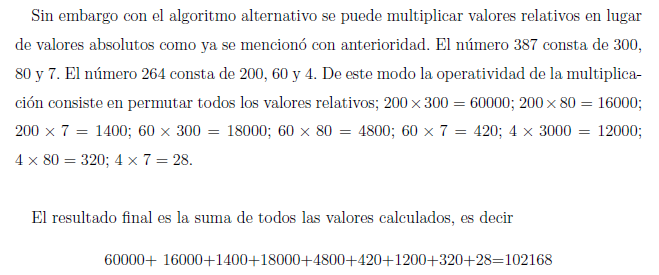 Sin embargo con el algoritmo alternativo se puede multiplicar valores relativos en lugar
de valores absolutos como ya se mencionó con anterioridad. El número 387 consta de 300,
80 y 7. El número 264 consta de 200, 60 y 4. De este modo la operatividad de la multiplica-
ción consiste en permutar todos los valores relativos; 200 × 300 = 60000; 200 × 80 = 16000;
200 × 7 = 1400; 60 × 300 = 18000; 60 × 80 = 4800; 60 × 7 = 420; 4 × 3000 = 12000;
4 × 80 = 320; 4 × 7 = 28.
El resultado final es la suma de todos las valores calculados, es decir
60000+ 16000+1400+18000+4800+420+1200+320+28=102168